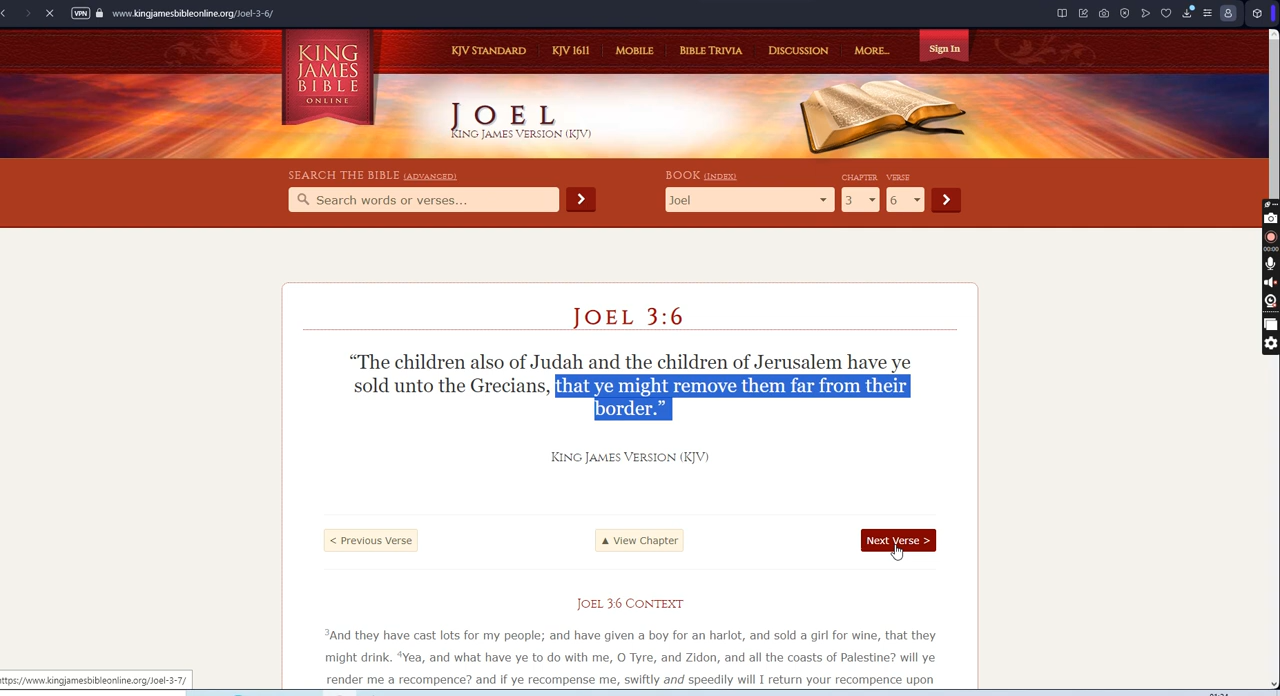 VPN www.kingjamesbibleonline.org/Joel-3-6/
KING
JAMES
BIBLE
ONLINE
KJV STANDARD KJV 1611 MOBILE BIBLE TRIVIA DISCUSSION MORE... Sign In
JOEL
KING JAMES VERSION (KJV)
SEARCH THE BIBLE (ADVANCED) BOOK (INDEX) CHAPTER VERSE
Search words or verses... Joel 3 6
00:00
JOEL 3:6
“The children also of Judah and the children of Jerusalem have ye
sold unto the Grecians, that ye might remove them far from their
border.”
KING JAMES VERSION (KJV)
< Previous Verse ▲ View Chapter Next Verse >
JOEL 3:6 CONTEXT
3And they have cast lots for my people; and have given a boy for an harlot, and sold a girl for wine, that they
might drink. 4Yea, and what have ye to do with me, O Tyre, and Zidon, and all the coasts of Palestine? will ye
render me a recompence? and if ye recompense me, swiftly and speedily will I return your recompence upon
https://www.kingjamesbibleonline.org/Joel-3-7/